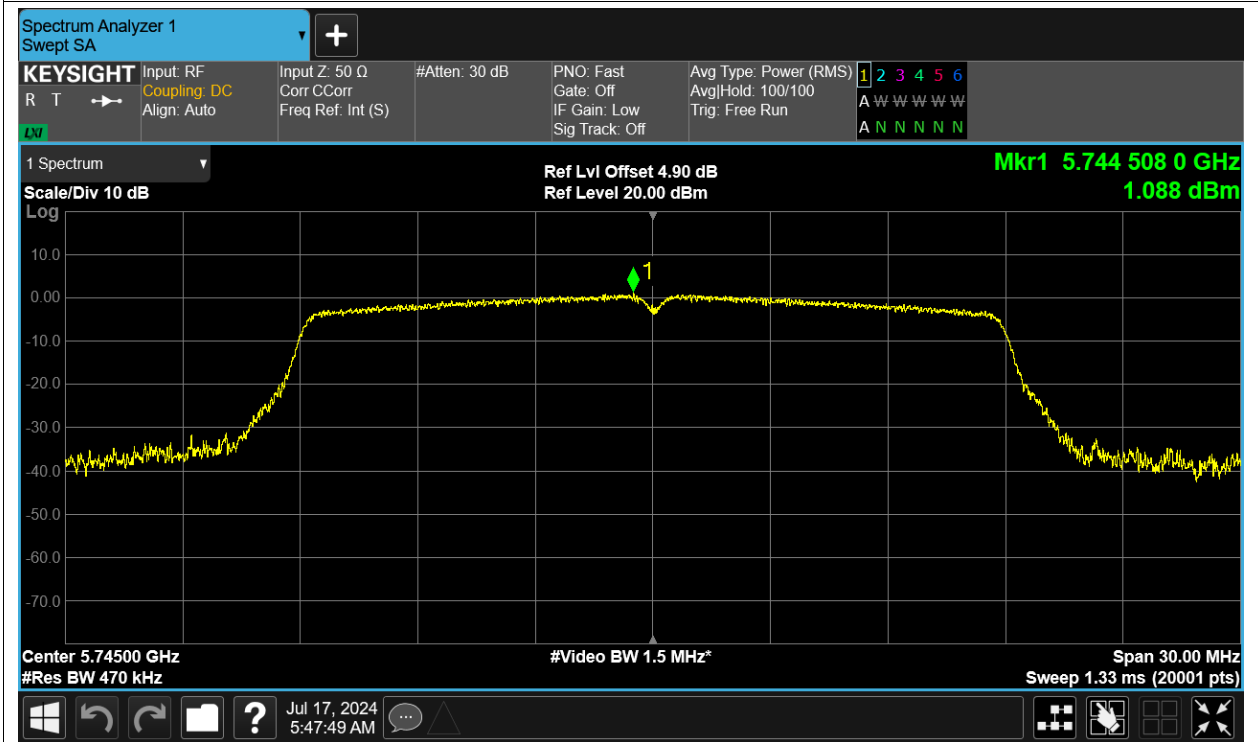 Spectrum Analyzer 1
Swept SA
+
KEYSIGHT
R T
LXI
Input: RF
Coupling: DC
Align: Auto
Input Z: 50 Ω
Corr CCorr
Freq Ref: Int (S)
#Atten: 30 dB
PNO: Fast
Gate: Off
IF Gain: Low
Sig Track: Off
Avg Type: Power (RMS)
Avg|Hold: 100/100
Trig: Free Run
1 2 3 4 5 6
A W W W W W
A N N N N N
1 Spectrum
Scale/Div 10 dB
Log
Ref Lvl Offset 4.90 dB
Ref Level 20.00 dBm
Mkr1 5.744 508 0 GHz
1.088 dBm
1
10.0
0.00
-10.0
-20.0
-30.0
-40.0
-50.0
-60.0
-70.0
Center 5.74500 GHz
#Res BW 470 kHz
#Video BW 1.5 MHz*
Span 30.00 MHz
Sweep 1.33 ms (20001 pts)
?
Jul 17, 2024
5:47:49 AM